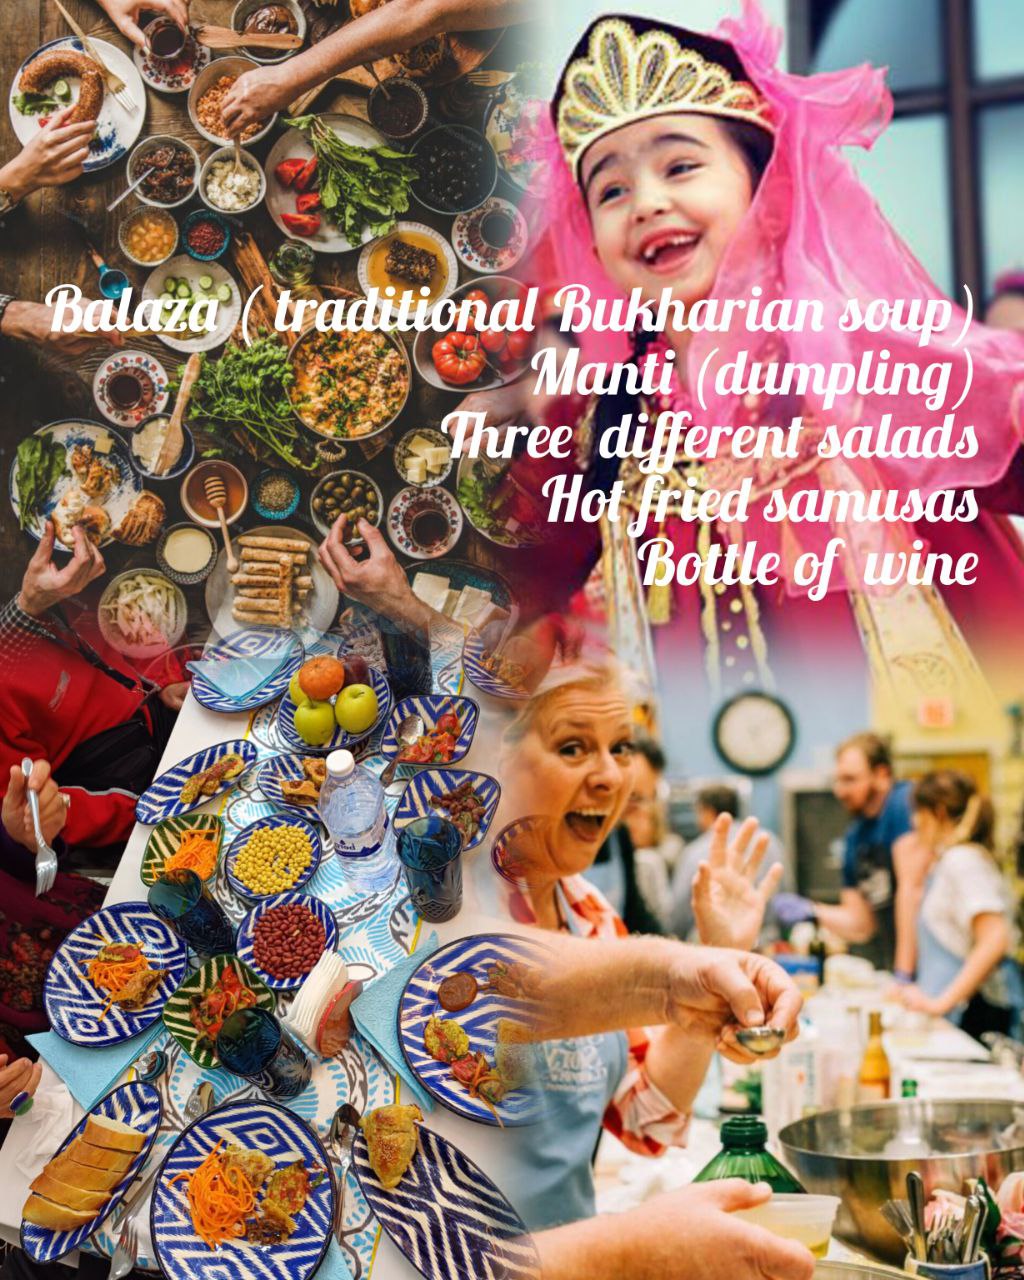 Balaza ( traditional Bukharian soup)
Manti (dumpling)
Three different salads
Hot fried samusas
Bottle of wine